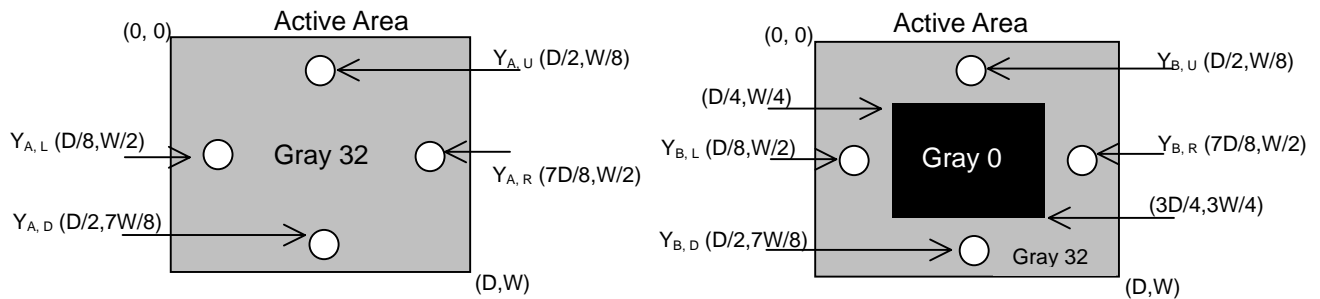 Active Area
(0, 0)
Y_A, U (D/2,W/8)
Y_A, L (D/8,W/2)
Gray 32
Y_A, R (7D/8,W/2)
Y_A, D (D/2,7W/8)
(D,W)
Active Area
(0, 0)
Y_B, U (D/2,W/8)
(D/4,W/4)
Y_B, L (D/8,W/2)
Gray 0
Y_B, R (7D/8,W/2)
(3D/4,3W/4)
Y_B, D (D/2,7W/8)
Gray 32
(D,W)